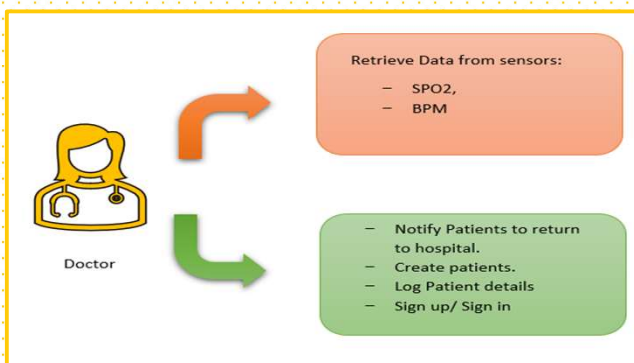 Retrieve Data from sensors:
- SPO2,
- BPM
Doctor
- Notify Patients to return
to hospital.
- Create patients.
- Log Patient details
- Sign up/ Sign in